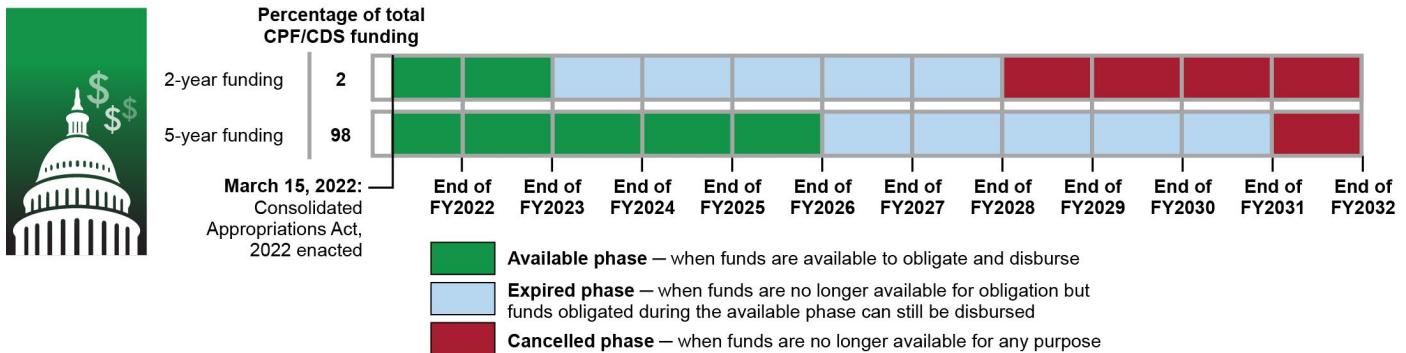 Percentage of total
CPF/CDS funding
2-year funding 2
5-year funding 98
March 15, 2022:
Consolidated
Appropriations Act,
2022 enacted
End of FY2022
End of FY2023
End of FY2024
End of FY2025
End of FY2026
End of FY2027
End of FY2028
End of FY2029
End of FY2030
End of FY2031
End of FY2032
Available phase — when funds are available to obligate and disburse
Expired phase — when funds are no longer available for obligation but
funds obligated during the available phase can still be disbursed
Cancelled phase — when funds are no longer available for any purpose
$
$
$